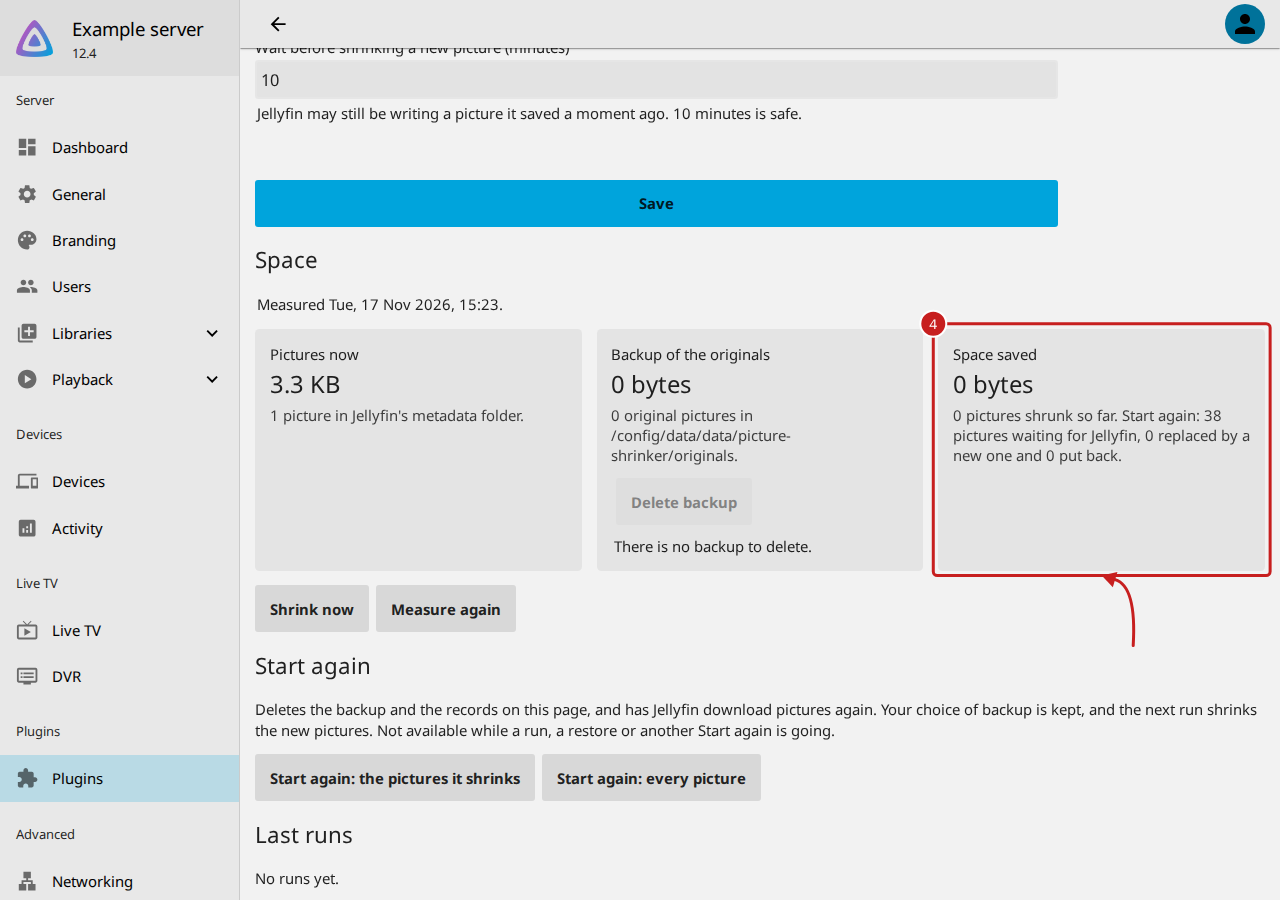 Example server
12.4
Server
Dashboard
General
Branding
Users
Libraries
Playback
Devices
Devices
Activity
Live TV
Live TV
DVR
Plugins
Plugins
Advanced
Networking
Wait before shrinking a new picture (minutes)
10
Jellyfin may still be writing a picture it saved a moment ago. 10 minutes is safe.
Save
Space
Measured Tue, 17 Nov 2026, 15:23.
Pictures now
3.3 KB
1 picture in Jellyfin's metadata folder.
Backup of the originals
0 bytes
0 original pictures in
/config/data/data/picture-
shrinker/originals.
Delete backup
There is no backup to delete.
4
Space saved
0 bytes
0 pictures shrunk so far. Start again: 38
pictures waiting for Jellyfin, 0 replaced by a
new one and 0 put back.
Shrink now
Measure again
Start again
Deletes the backup and the records on this page, and has Jellyfin download pictures again. Your choice of backup is kept, and the next run shrinks
the new pictures. Not available while a run, a restore or another Start again is going.
Start again: the pictures it shrinks
Start again: every picture
Last runs
No runs yet.